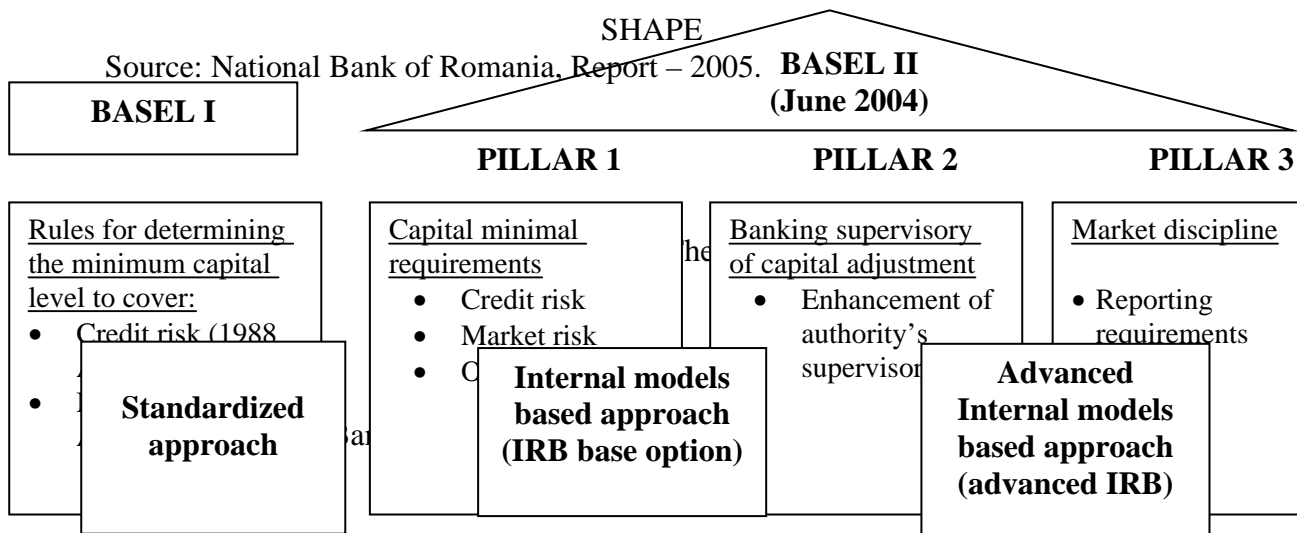 SHAPE
Source: National Bank of Romania, Report – 2005.
BASEL II
(June 2004)
BASEL I
PILLAR 1
PILLAR 2
PILLAR 3
Rules for determining
the minimum capital
level to cover:
• Credit risk (1988
•
Capital minimal
requirements
• Credit risk
• Market risk
•
Banking supervisory
of capital adjustment
• Enhancement of
authority’s
Market discipline
• Reporting
requirements
Standardized
approach
Internal models
based approach
(IRB base option)
Advanced
Internal models
based approach
(advanced IRB)